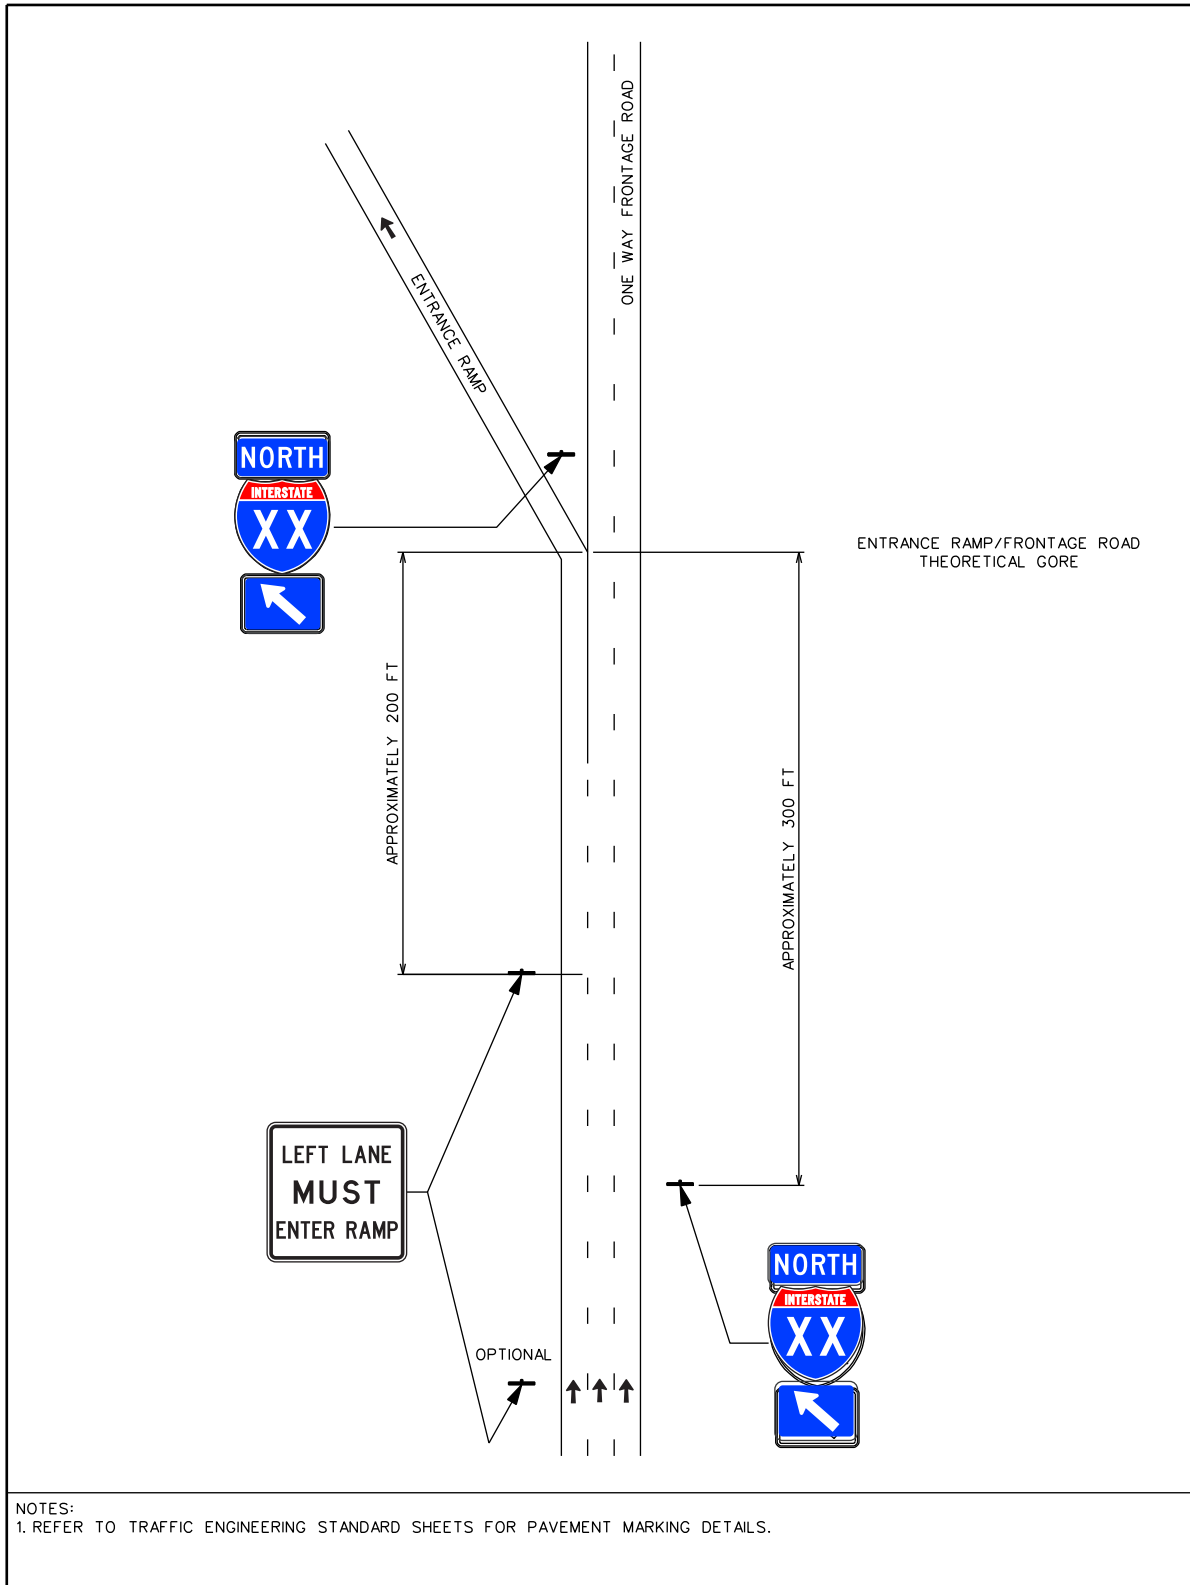 ONE WAY FRONTAGE ROAD
ENTRANCE RAMP
NORTH
INTERSTATE
XX
ENTRANCE RAMP/FRONTAGE ROAD
THEORETICAL GORE
APPROXIMATELY 200 FT
APPROXIMATELY 300 FT
LEFT LANE
MUST
ENTER RAMP
NORTH
INTERSTATE
XX
OPTIONAL
NOTES:
1. REFER TO TRAFFIC ENGINEERING STANDARD SHEETS FOR PAVEMENT MARKING DETAILS.